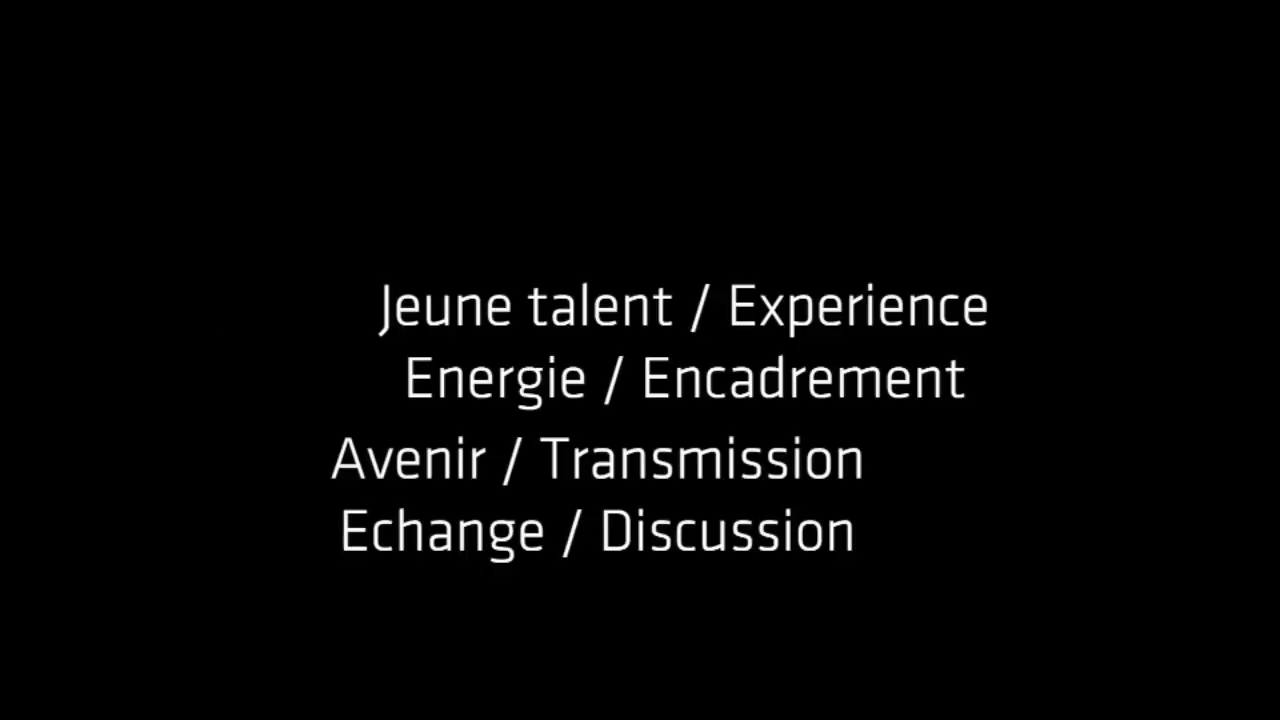 Jeune talent / Experience
Energie / Encadrement
Avenir / Transmission
Echange / Discussion